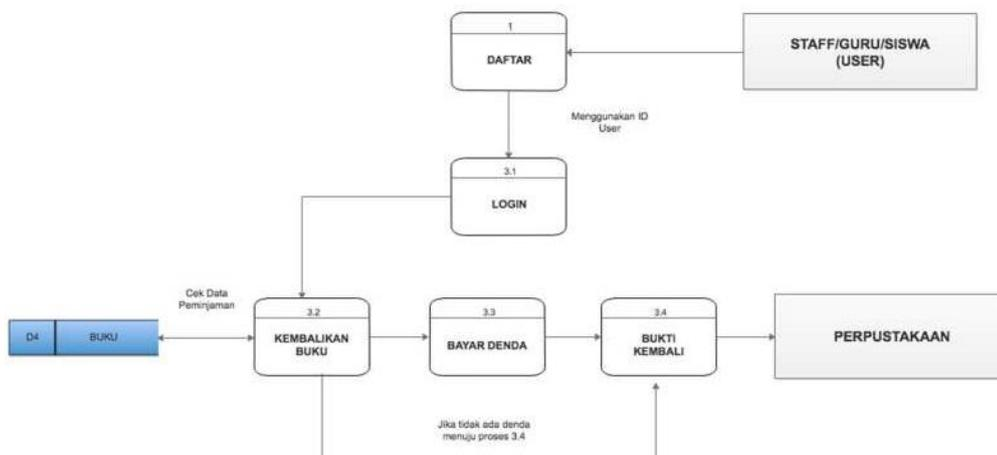 1
DAFTAR
STAFF/GURU/SISWA
(USER)
Menggunakan ID
User
3.1
LOGIN
Cek Data
Peminjaman
D4
BUKU
3.2
KEMBALIKAN
BUKU
3.3
BAYAR DENDA
3.4
BUKTI
KEMBALI
PERPUSTAKAAN
Jika tidak ada denda
menuju proses 3.4